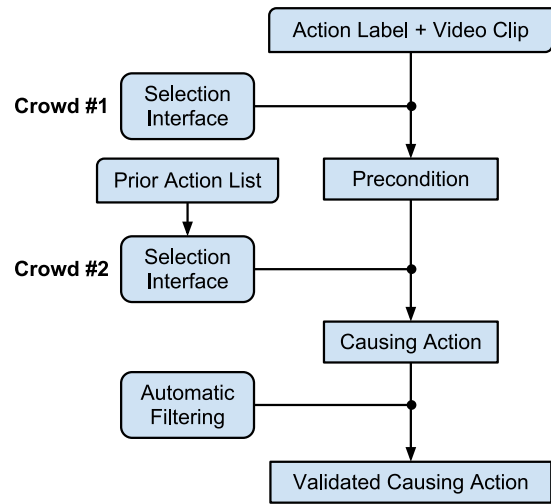 Action Label + Video Clip
Crowd #1
Selection
Interface
Prior Action List
Precondition
Crowd #2
Selection
Interface
Causing Action
Automatic
Filtering
Validated Causing Action